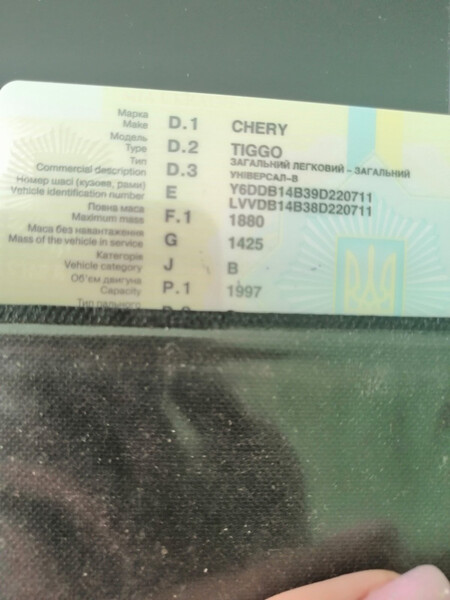 Марка
Make D.1 CHERY
Модель
Type D.2 TIGGO
Тип ЗАГАЛЬНИЙ ЛЕГКОВИЙ - ЗАГАЛЬНИЙ
Commercial description D.3 УНІВЕРСАЛ-В
Номер шасі (кузова, рами) Y6DDB14B39D220711
Vehicle identification number E LVVDB14B38D220711
Повна маса
Maximum mass F.1 1880
Маса без навантаження
Mass of the vehicle in service G 1425
Категорія
Vehicle category J B
Об'єм двигуна
Capacity P.1 1997
Тип пального